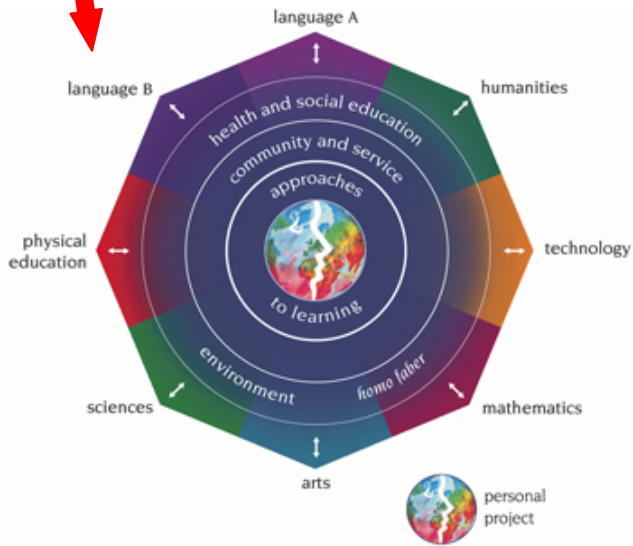 language A
language B
humanities
health and social education
community and service
approaches
physical
education
technology
to learning
environment
homo faber
sciences
mathematics
arts
personal
project